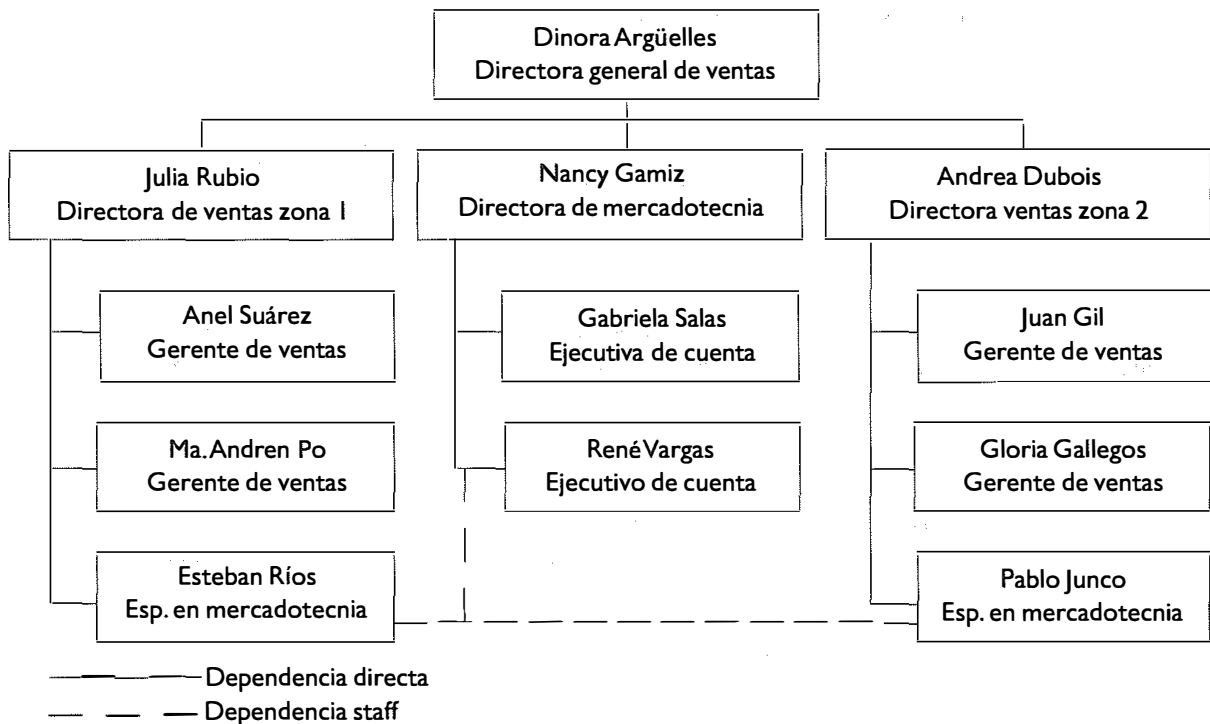 Dinora Argüelles
Directora general de ventas
Julia Rubio
Directora de ventas zona 1
Nancy Gamiz
Directora de mercadotecnia
Andrea Dubois
Directora ventas zona 2
Anel Suárez
Gerente de ventas
Gabriela Salas
Ejecutiva de cuenta
Juan Gil
Gerente de ventas
Ma. Andren Po
Gerente de ventas
René Vargas
Ejecutivo de cuenta
Gloria Gallegos
Gerente de ventas
Esteban Ríos
Esp. en mercadotecnia
Pablo Junco
Esp. en mercadotecnia
Dependencia directa
Dependencia staff